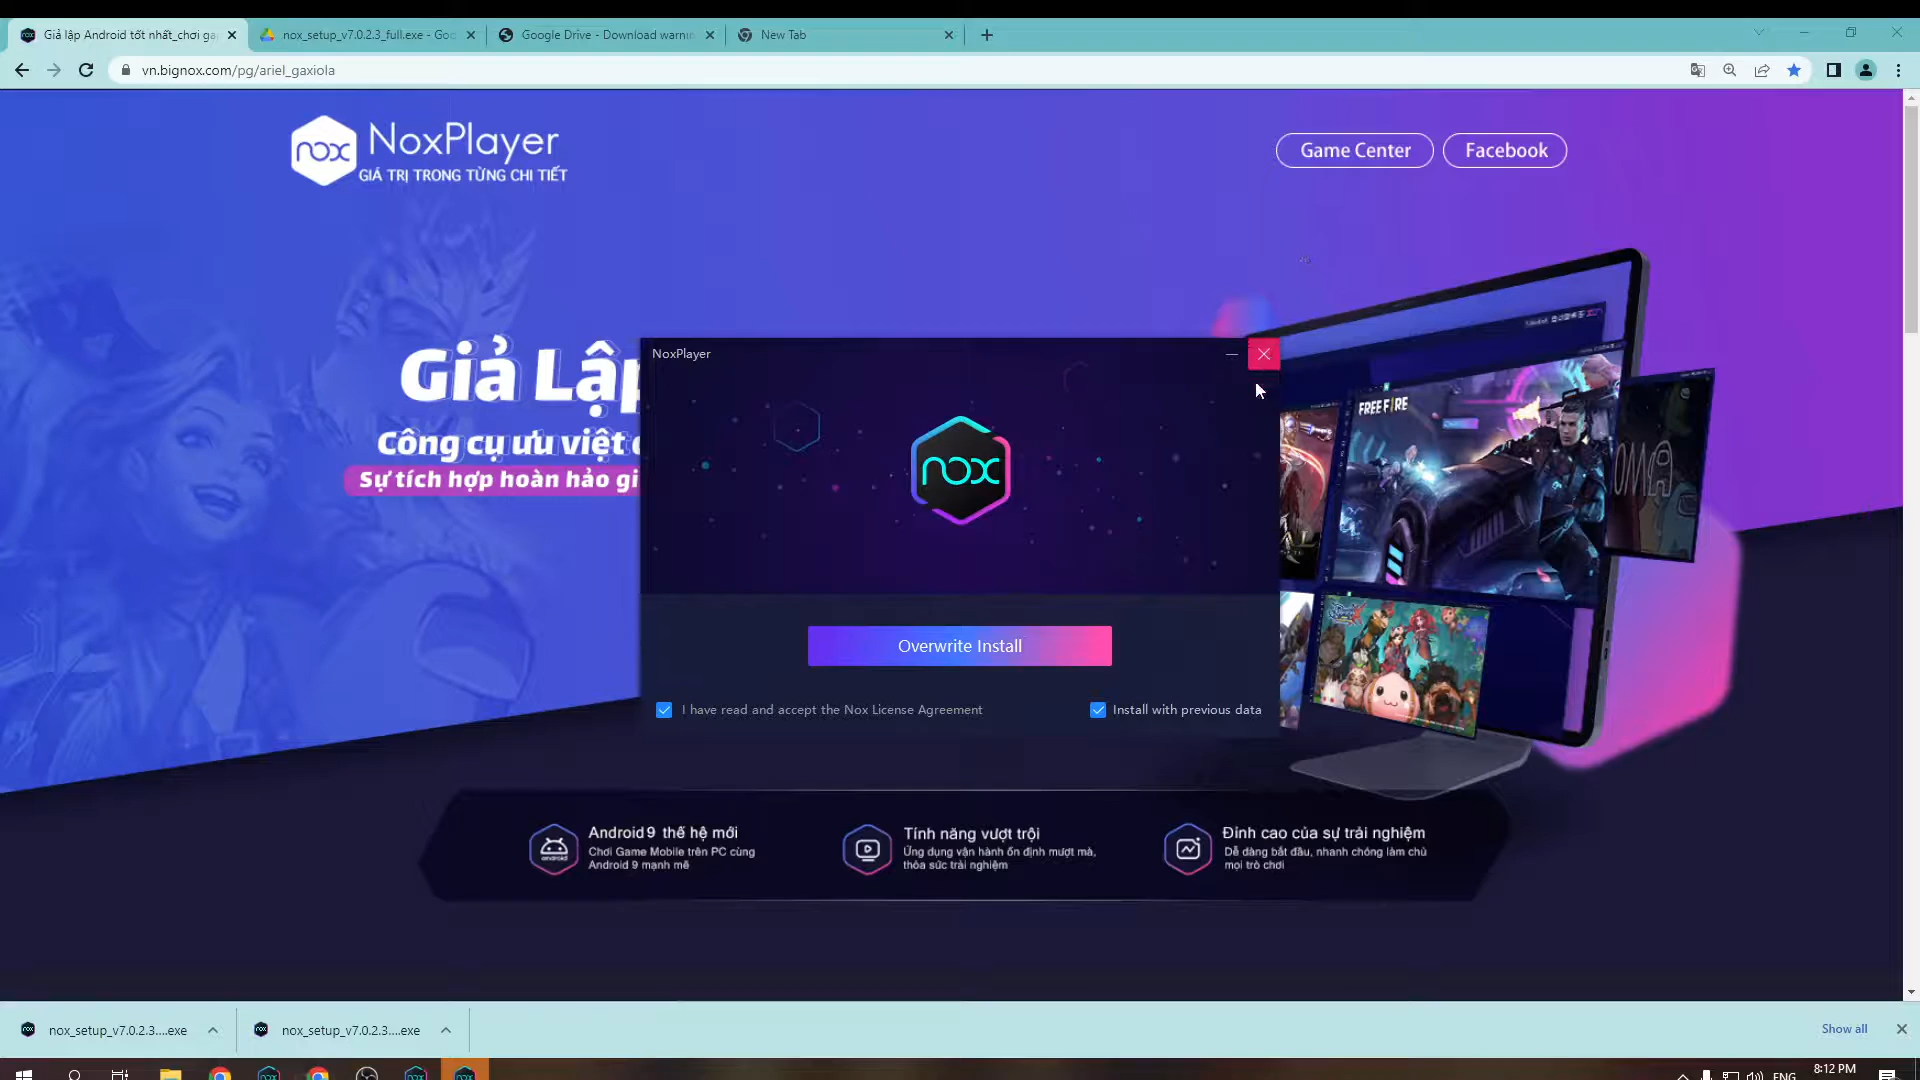 Giả lập Android tốt nhất_chơi ga
nox_setup_v7.0.2.3_full.exe - Goo
Google Drive - Download warnin
New Tab
vn.bignox.com/pg/ariel_gaxiola
nox NoxPlayer
GIÁ TRỊ TRONG TỪNG CHI TIẾT
Game Center
Facebook
Giả Lập
Công cụ ưu việt
Sự tích hợp hoàn hảo gi
NoxPlayer
nox
Overwrite Install
I have read and accept the Nox License Agreement
Install with previous data
FREE FIRE
Android 9 thế hệ mới
Chơi Game Mobile trên PC cùng
Android 9 mạnh mẽ
android
Tính năng vượt trội
Ứng dụng vận hành ổn định mượt mà,
thỏa sức trải nghiệm
Đỉnh cao của sự trải nghiệm
Dễ dàng bắt đầu, nhanh chóng làm chủ
mọi trò chơi
nox_setup_v7.0.2.3....exe
nox_setup_v7.0.2.3....exe
Show all
ENG
8:12 PM